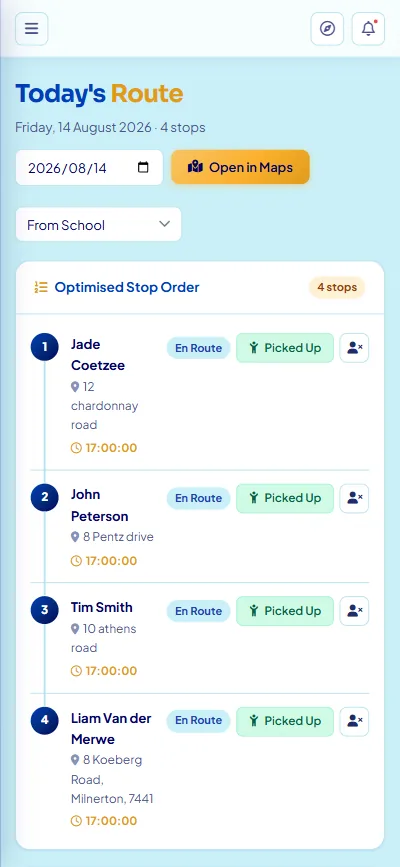 Today's Route
Friday, 14 August 2026 · 4 stops
2026/08/14
Open in Maps
From School
Optimised Stop Order
4 stops
1
Jade
Coetzee
En Route
Picked Up
12
chardonnay
road
17:00:00
2
John
Peterson
En Route
Picked Up
8 Pentz drive
17:00:00
3
Tim Smith
En Route
Picked Up
10 athens
road
17:00:00
4
Liam Van der
Merwe
En Route
Picked Up
8 Koeberg
Road,
Milnerton, 7441
17:00:00